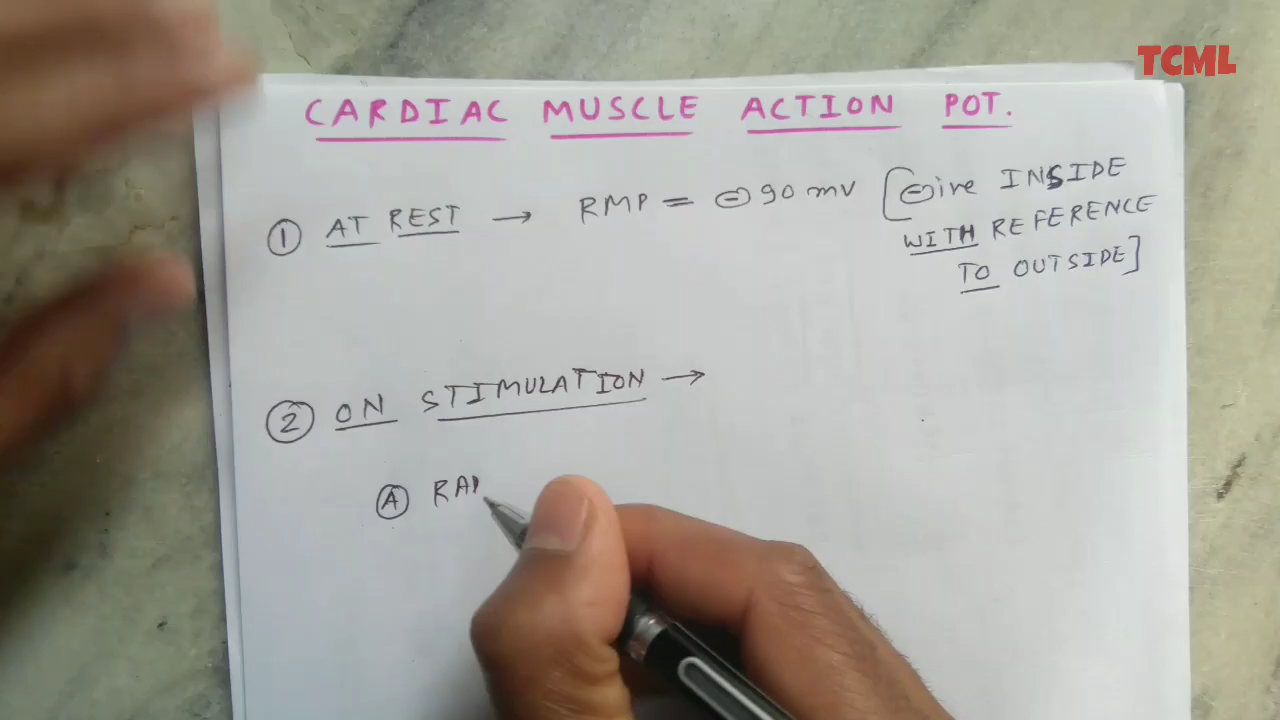 TCML
CARDIAC MUSCLE ACTION POT.
① AT REST → RMP = ⊖90 mV [⊖ive INSIDE
WITH REFERENCE
TO OUTSIDE]
② ON STIMULATION →
Ⓐ